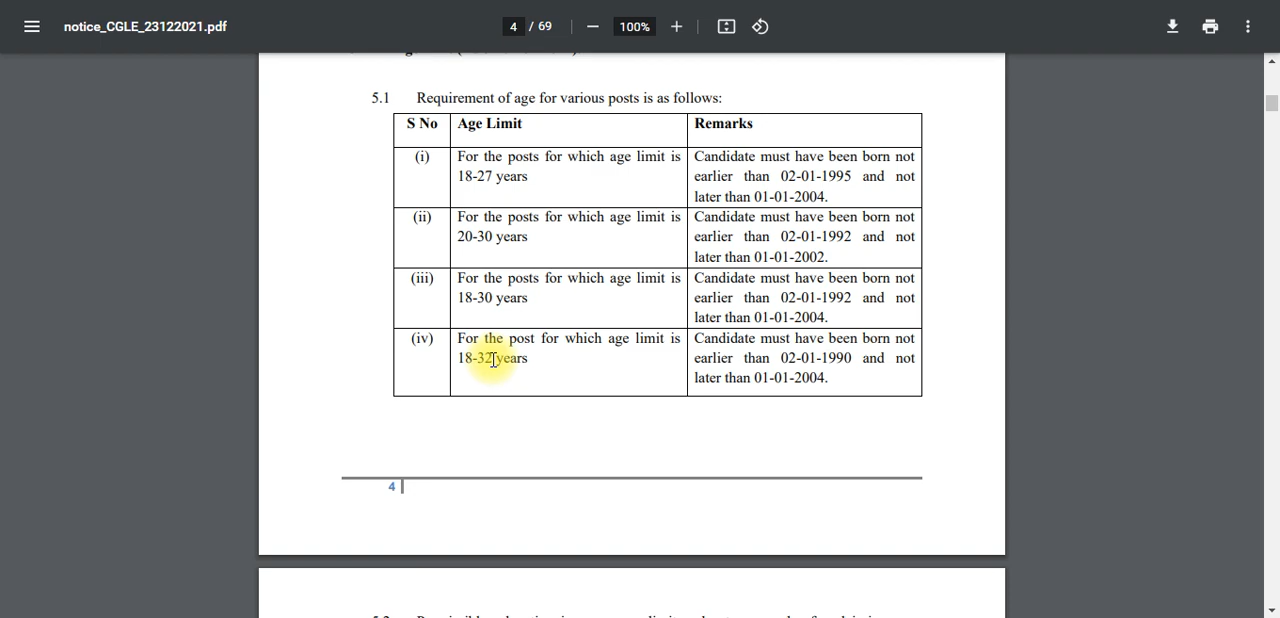 notice_CGLE_23122021.pdf 4 / 69 100%
5.1 Requirement of age for various posts is as follows:
S No Age Limit Remarks
(i) For the posts for which age limit is 18-27 years
Candidate must have been born not
earlier than 02-01-1995 and not
later than 01-01-2004.
(ii) For the posts for which age limit is
20-30 years
Candidate must have been born not
earlier than 02-01-1992 and not
later than 01-01-2002.
(iii) For the posts for which age limit is
18-30 years
Candidate must have been born not
earlier than 02-01-1992 and not
later than 01-01-2004.
(iv) For the post for which age limit is
18-32 years
Candidate must have been born not
earlier than 02-01-1990 and not
later than 01-01-2004.
4